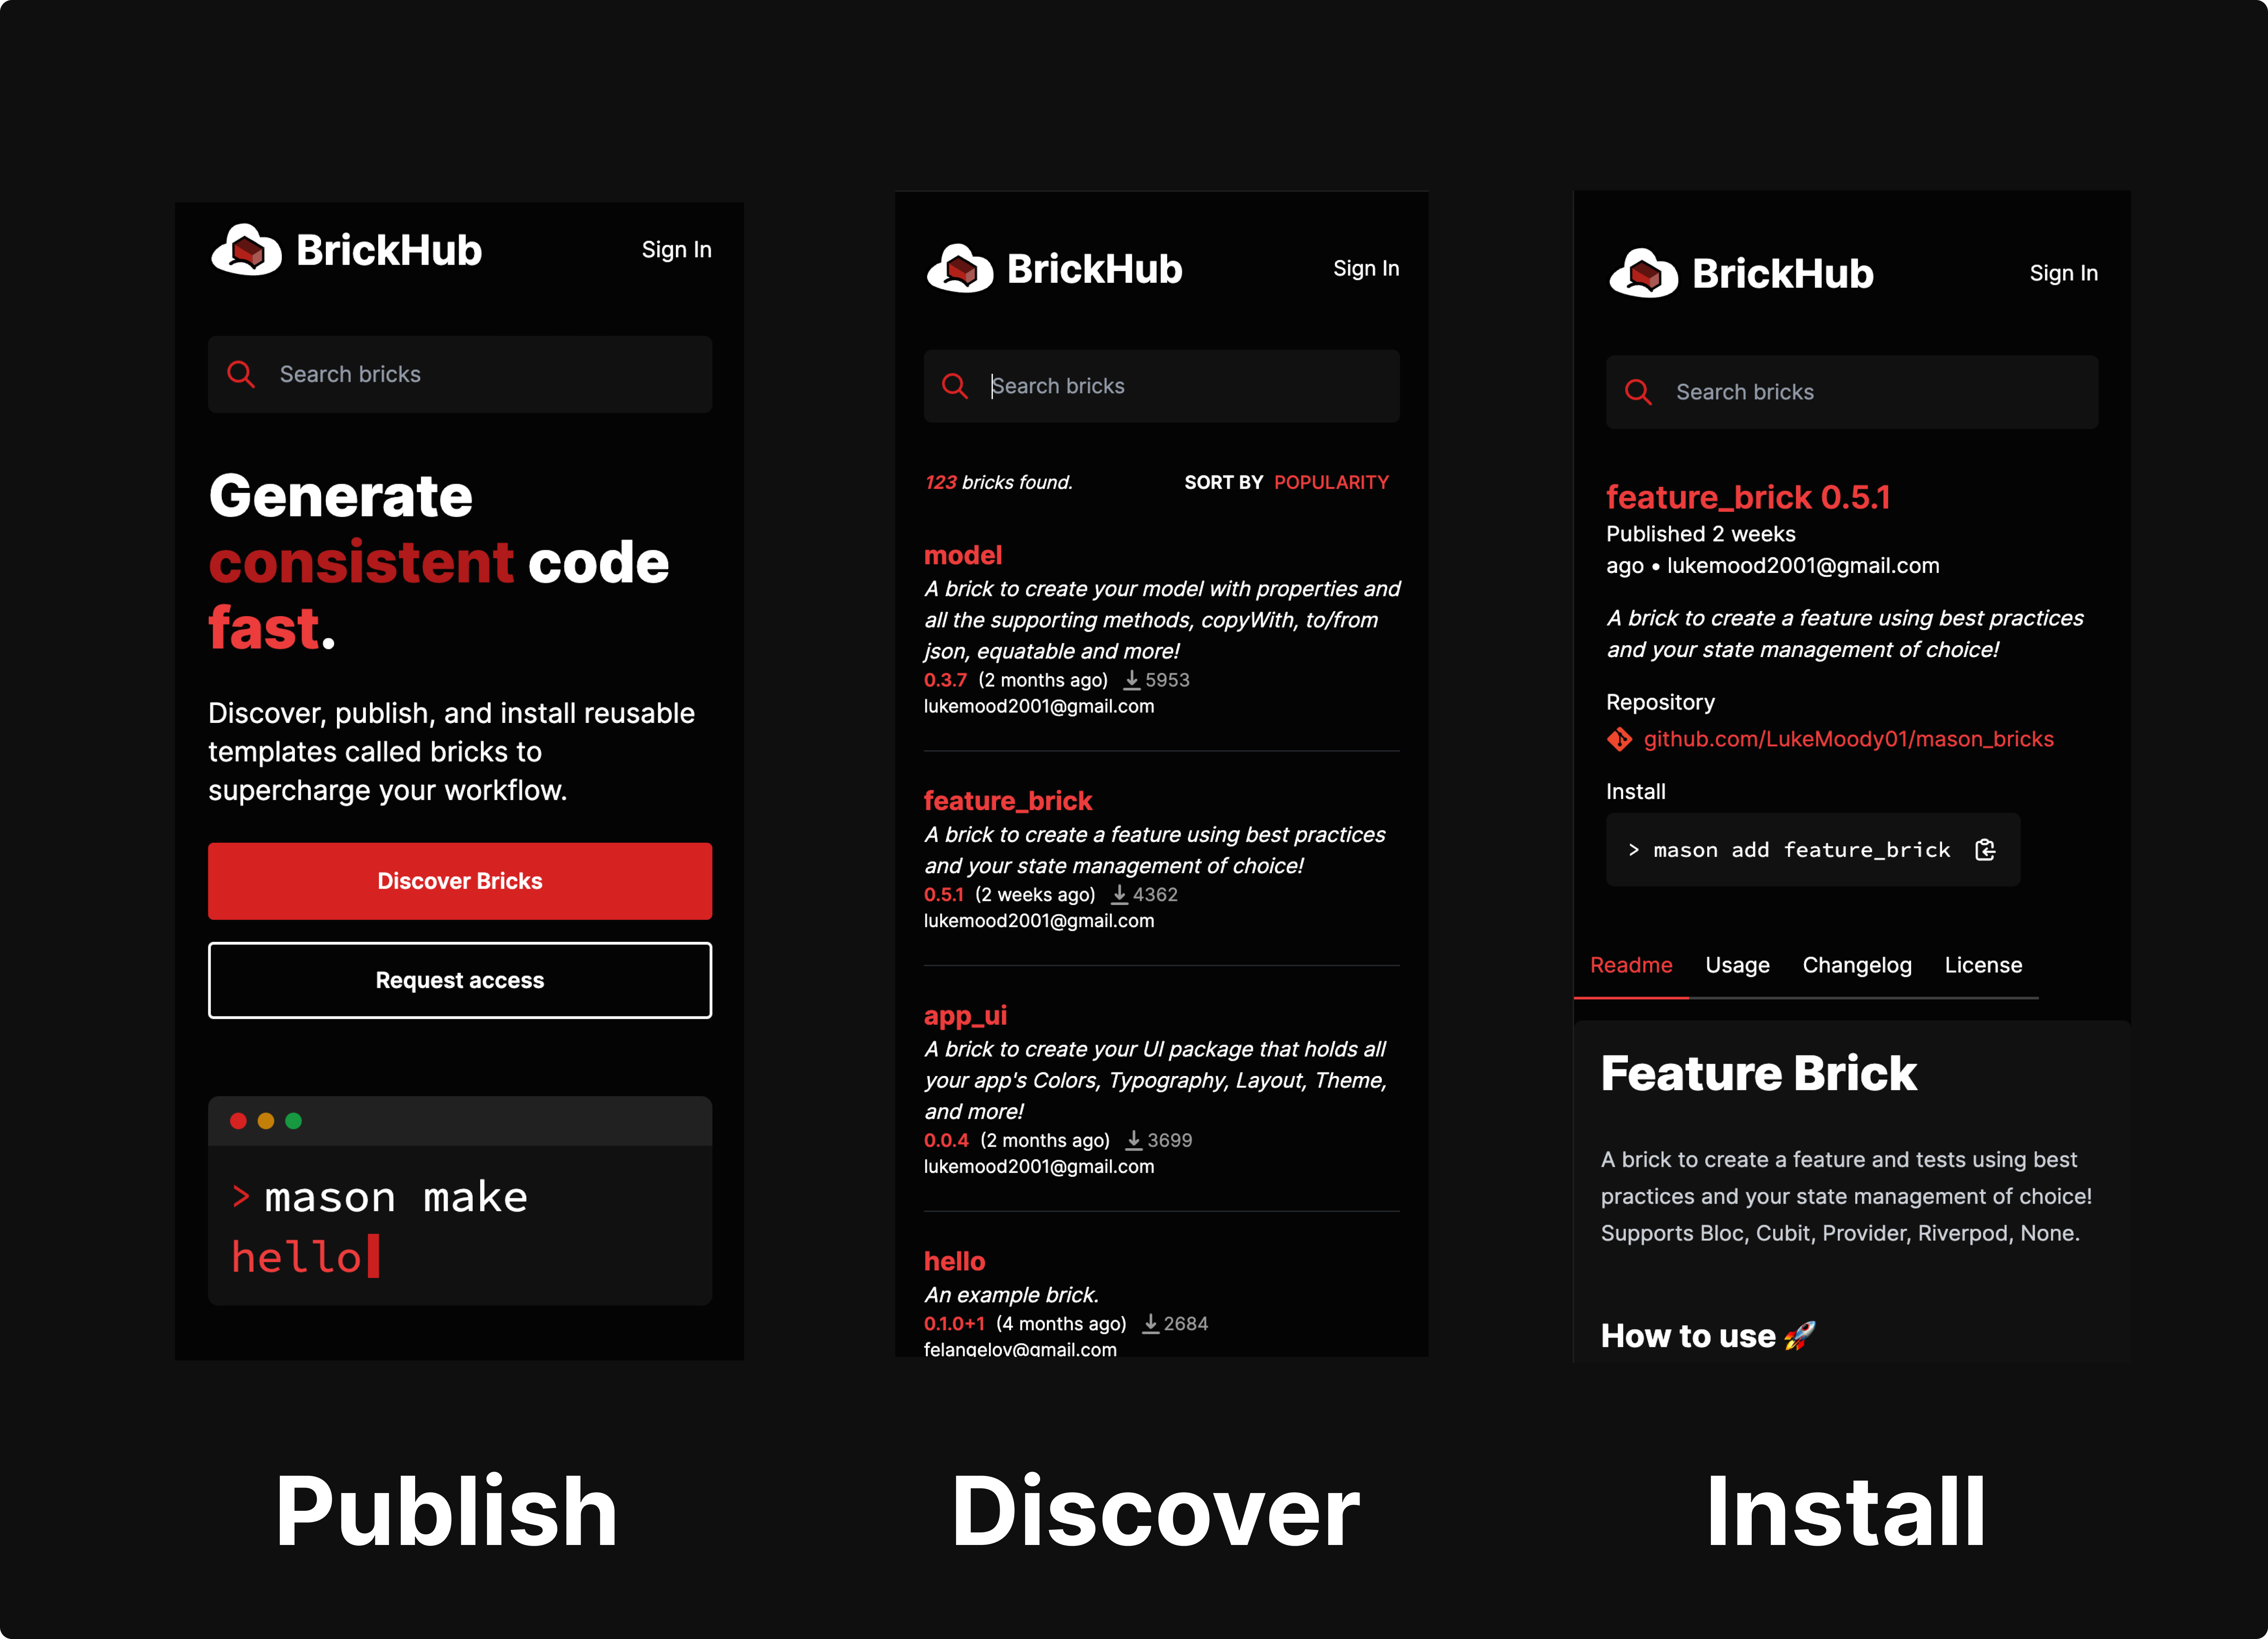 BrickHub
Sign In
Search bricks
Generate
consistent code
fast.
Discover, publish, and install reusable
templates called bricks to
supercharge your workflow.
Discover Bricks
Request access
> mason make
hello
Publish
BrickHub
Sign In
Search bricks
123 bricks found.
SORT BY POPULARITY
model
A brick to create your model with properties and
all the supporting methods, copyWith, to/from
json, equatable and more!
0.3.7 (2 months ago) 5953
lukemood2001@gmail.com
feature_brick
A brick to create a feature using best practices
and your state management of choice!
0.5.1 (2 weeks ago) 4362
lukemood2001@gmail.com
app_ui
A brick to create your UI package that holds all
your app's Colors, Typography, Layout, Theme,
and more!
0.0.4 (2 months ago) 3699
lukemood2001@gmail.com
hello
An example brick.
0.1.0+1 (4 months ago) 2684
felangelov@gmail.com
Discover
BrickHub
Sign In
Search bricks
feature_brick 0.5.1
Published 2 weeks
ago • lukemood2001@gmail.com
A brick to create a feature using best practices
and your state management of choice!
Repository
github.com/LukeMoody01/mason_bricks
Install
> mason add feature_brick
Readme Usage Changelog License
Feature Brick
A brick to create a feature and tests using best
practices and your state management of choice!
Supports Bloc, Cubit, Provider, Riverpod, None.
How to use 🚀
Install